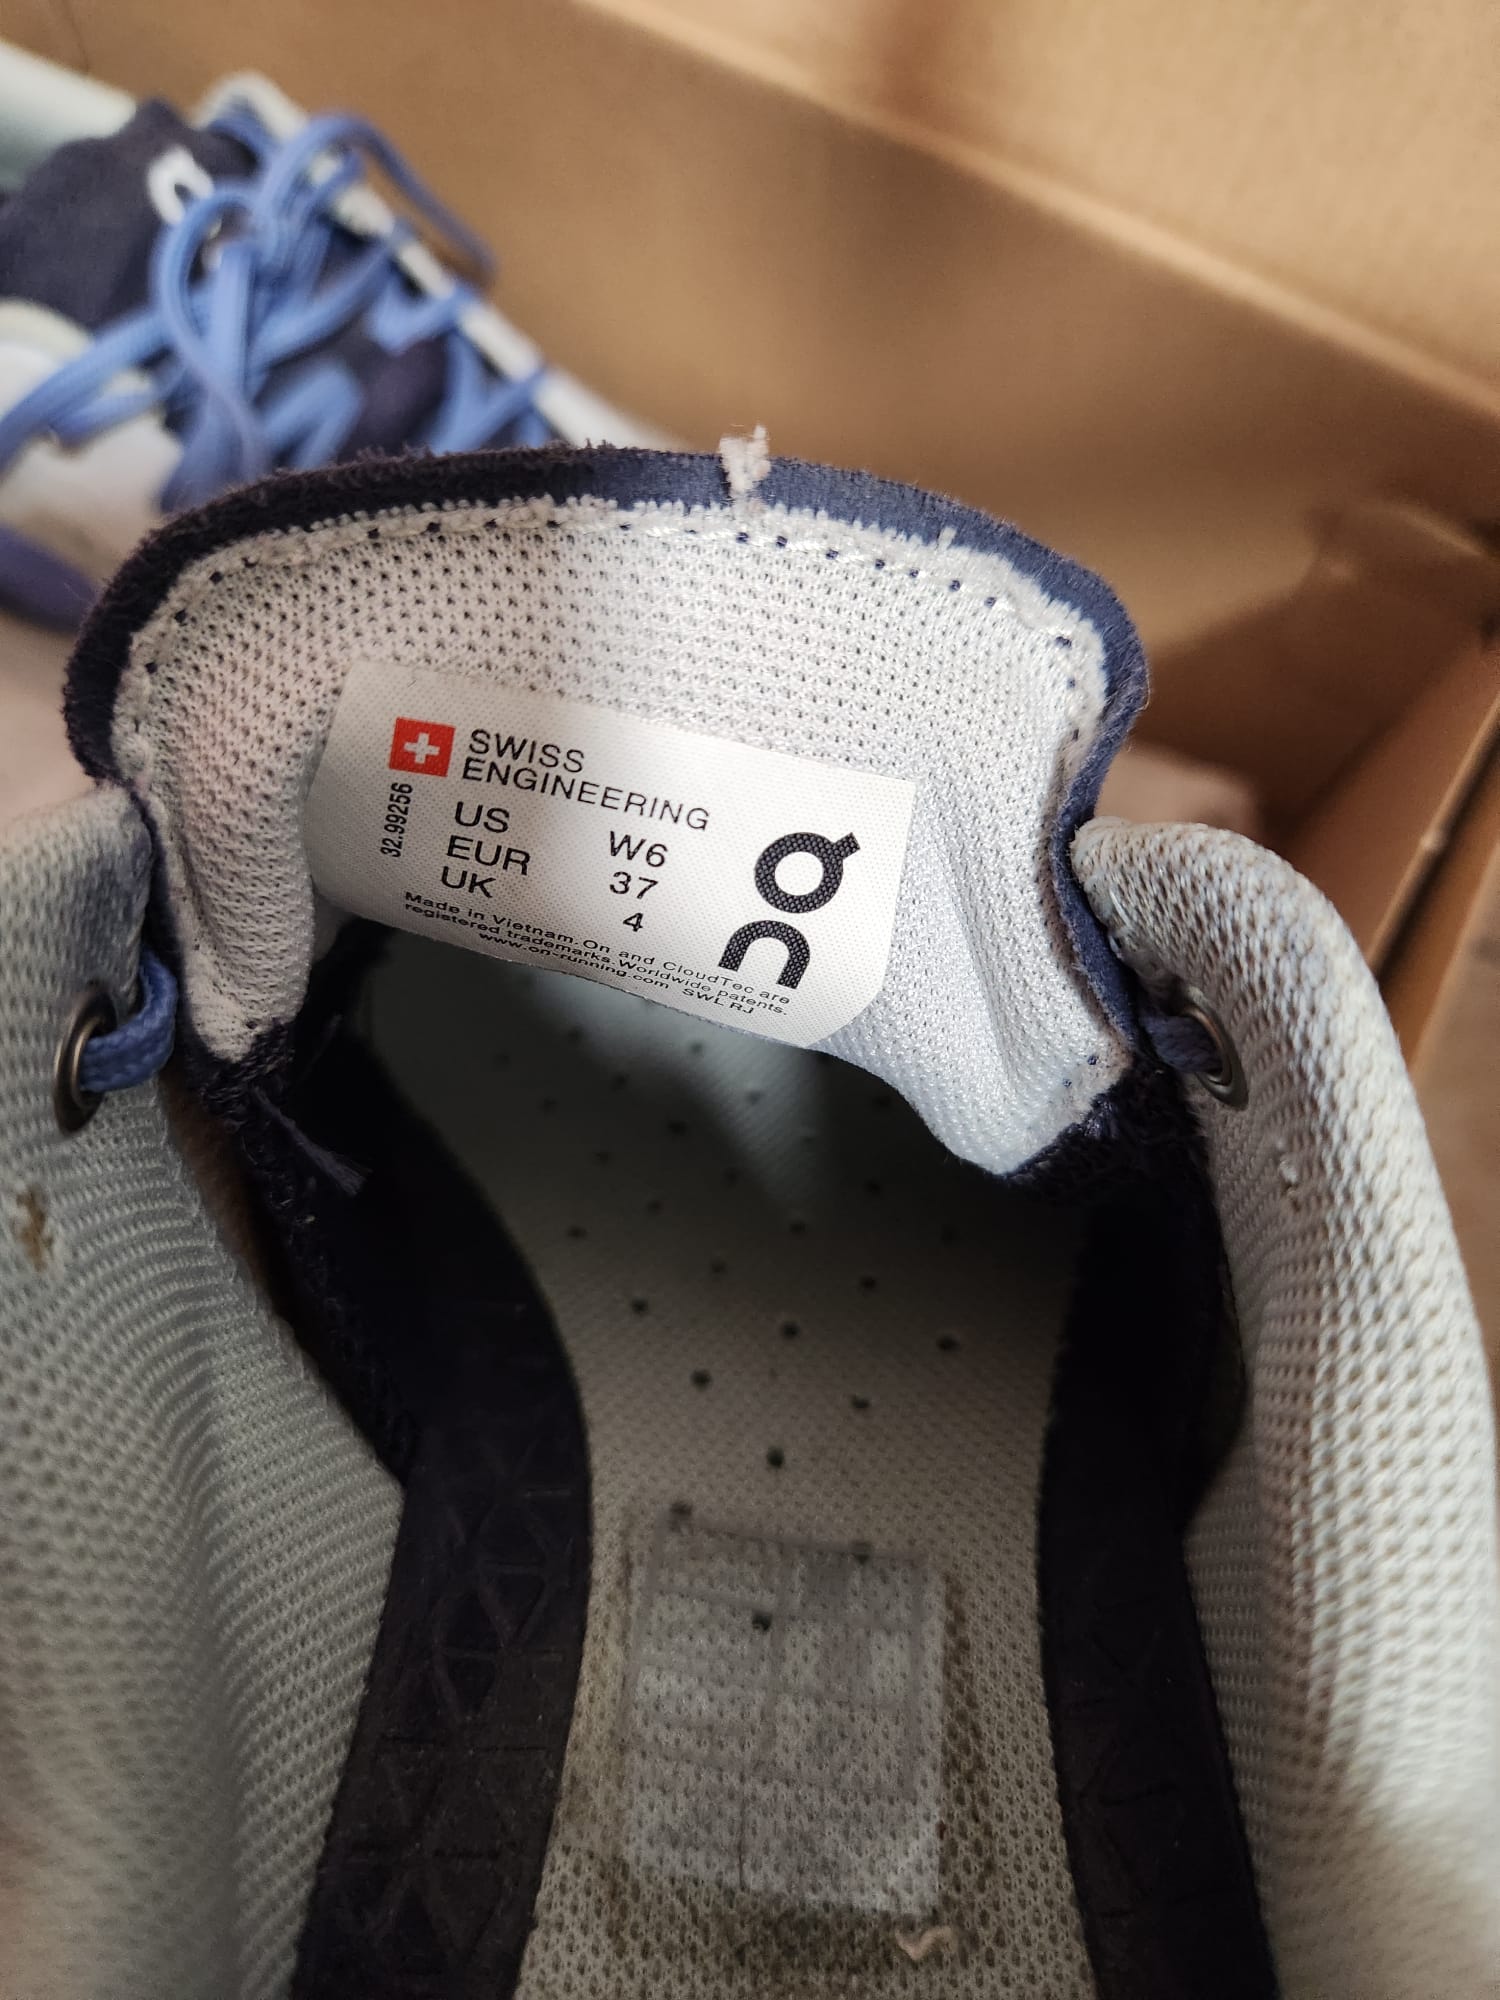 SWISS
ENGINEERING
32.99256
US W6
EUR 37
UK 4
Made in Vietnam. On and CloudTec are
registered trademarks. Worldwide patents.
www.on-running.com SWL RJ
On